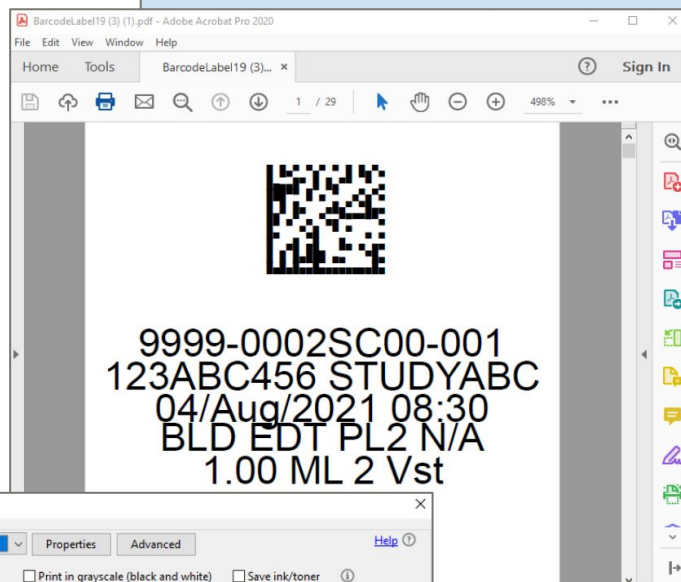 BarcodeLabel19 (3) (1).pdf - Adobe Acrobat Pro 2020
File Edit View Window Help
Home Tools BarcodeLabel19 (3)... ×
Sign In
1 / 29
498%
9999-0002SC00-001
123ABC456 STUDYABC
04/Aug/2021 08:30
BLD EDT PL2 N/A
1.00 ML 2 Vst
Properties Advanced Help
Print in grayscale (black and white) Save ink/toner